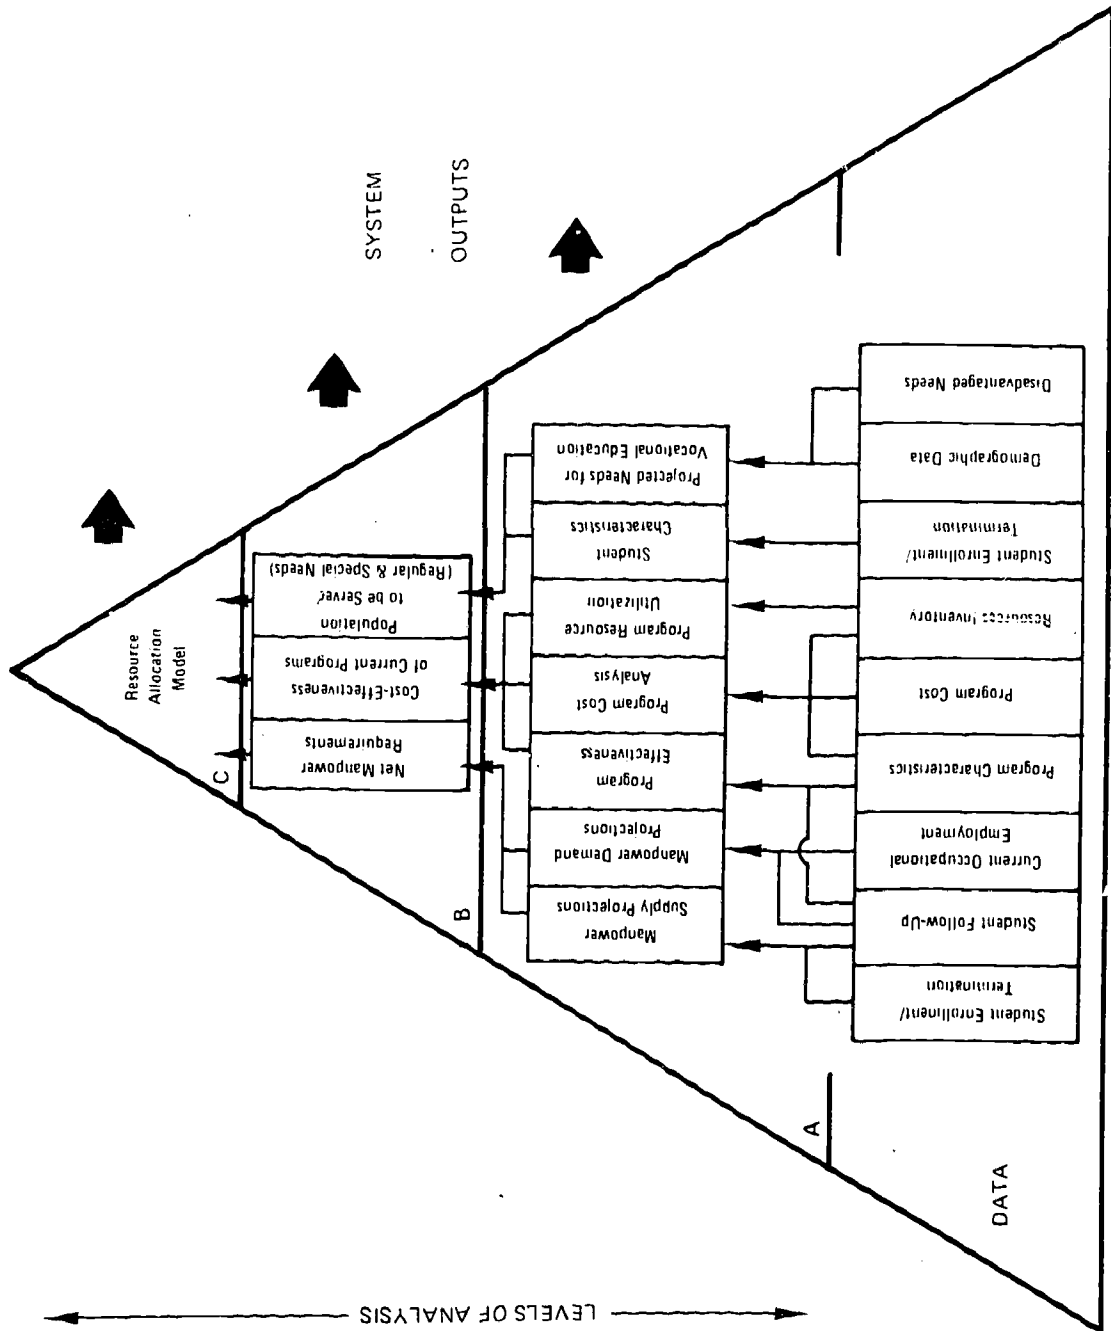 SYSTEM
OUTPUTS
Resource
Allocation
Model
C
Net Manpower
Requirements
Cost-Effectiveness
of Current Programs
Population
to be Server,
(Regular & Special Needs)
B
Manpower
Supply Projections
Manpower Demand
Projections
Program
Effectiveness
Program Cost
Analysis
Program Resource
Utilization
Student
Characteristics
Projected Needs for
Vocational Education
A
DATA
Student Enrollment/
Termination
Student Follow-Up
Current Occupational
Employment
Program Characteristics
Program Cost
Resources Inventory
Student Enrollment/
Termination
Demographic Data
Disadvantaged Needs
LEVELS OF ANALYSIS